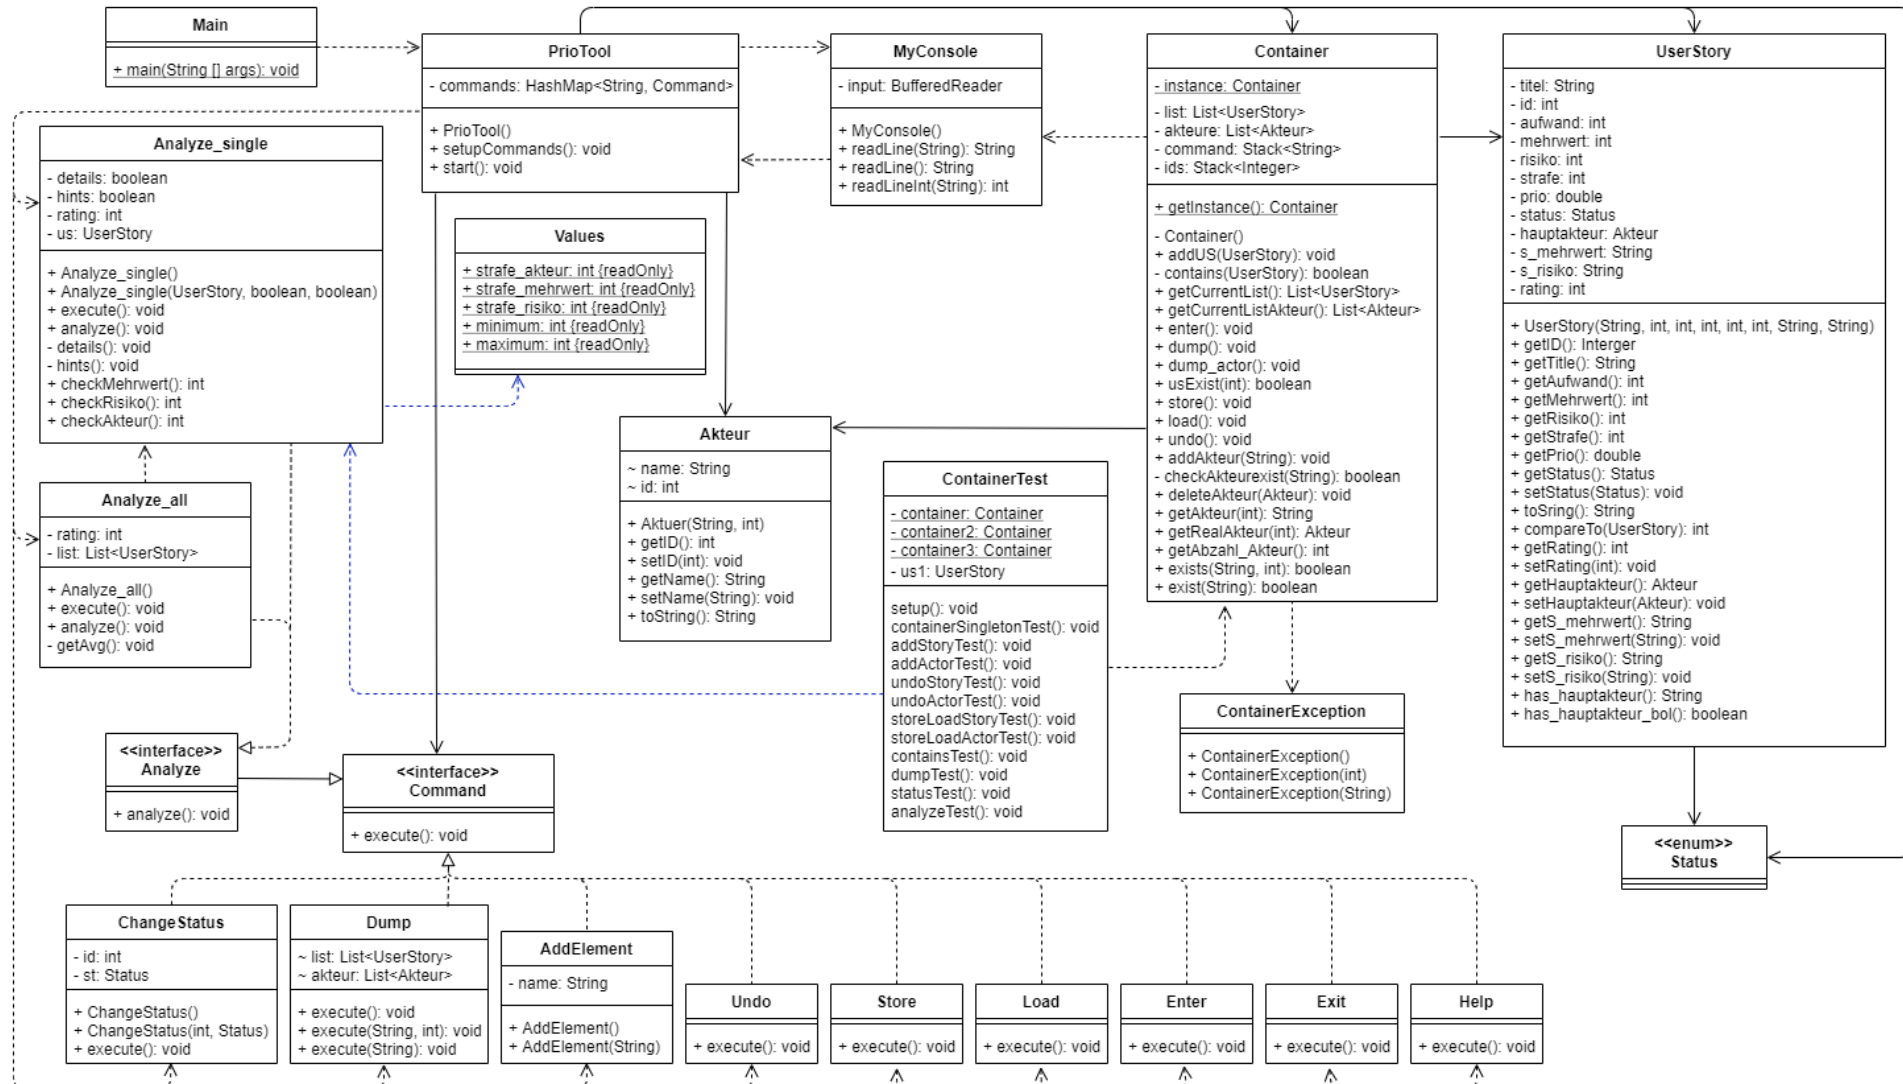 Main
+ main(String [] args): void
PrioTool
- commands: HashMap<String, Command>
+ PrioTool()
+ setupCommands(): void
+ start(): void
MyConsole
- input: BufferedReader
+ MyConsole()
+ readLine(String): String
+ readLine(): String
+ readLineInt(String): int
Container
- instance: Container
- list: List<UserStory>
- akteure: List<Akteur>
- command: Stack<String>
- ids: Stack<Integer>
+ getInstance(): Container
- Container()
+ addUS(UserStory): void
- contains(UserStory): boolean
+ getCurrentList(): List<UserStory>
+ getCurrentListAkteur(): List<Akteur>
+ enter(): void
+ dump(): void
+ dump_actor(): void
+ usExist(int): boolean
+ store(): void
+ load(): void
+ undo(): void
+ addAkteur(String): void
- checkAkteurexist(String): boolean
+ deleteAkteur(Akteur): void
+ getAkteur(int): String
+ getRealAkteur(int): Akteur
+ getAbzahl_Akteur(): int
+ exists(String, int): boolean
+ exist(String): boolean
UserStory
- titel: String
- id: int
- aufwand: int
- mehrwert: int
- risiko: int
- strafe: int
- prio: double
- status: Status
- hauptakteur: Akteur
- s_mehrwert: String
- s_risiko: String
- rating: int
+ UserStory(String, int, int, int, int, int, String, String)
+ getID(): Interger
+ getTitle(): String
+ getAufwand(): int
+ getMehrwert(): int
+ getRisiko(): int
+ getStrafe(): int
+ getPrio(): double
+ getStatus(): Status
+ setStatus(Status): void
+ toSring(): String
+ compareTo(UserStory): int
+ getRating(): int
+ setRating(int): void
+ getHauptakteur(): Akteur
+ setHauptakteur(Akteur): void
+ getS_mehrwert(): String
+ setS_mehrwert(String): void
+ getS_risiko(): String
+ setS_risiko(String): void
+ has_hauptakteur(): String
+ has_hauptakteur_bol(): boolean
Analyze_single
- details: boolean
- hints: boolean
- rating: int
- us: UserStory
+ Analyze_single()
+ Analyze_single(UserStory, boolean, boolean)
+ execute(): void
+ analyze(): void
- details(): void
- hints(): void
+ checkMehrwert(): int
+ checkRisiko(): int
+ checkAkteur(): int
Values
+ strafe_akteur: int {readOnly}
+ strafe_mehrwert: int {readOnly}
+ strafe_risiko: int {readOnly}
+ minimum: int {readOnly}
+ maximum: int {readOnly}
Akteur
~ name: String
~ id: int
+ Aktuer(String, int)
+ getID(): int
+ setID(int): void
+ getName(): String
+ setName(String): void
+ toString(): String
ContainerTest
- container: Container
- container2: Container
- container3: Container
- us1: UserStory
setup(): void
containerSingletonTest(): void
addStoryTest(): void
addActorTest(): void
undoStoryTest(): void
undoActorTest(): void
storeLoadStoryTest(): void
storeLoadActorTest(): void
containsTest(): void
dumpTest(): void
statusTest(): void
analyzeTest(): void
Analyze_all
- rating: int
- list: List<UserStory>
+ Analyze_all()
+ execute(): void
+ analyze(): void
- getAvg(): void
ContainerException
+ ContainerException()
+ ContainerException(int)
+ ContainerException(String)
<<interface>>
Analyze
+ analyze(): void
<<interface>>
Command
+ execute(): void
<<enum>>
Status
ChangeStatus
- id: int
- st: Status
+ ChangeStatus()
+ ChangeStatus(int, Status)
+ execute(): void
Dump
~ list: List<UserStory>
~ akteur: List<Akteur>
+ execute(): void
+ execute(String, int): void
+ execute(String): void
AddElement
- name: String
+ AddElement()
+ AddElement(String)
Undo
+ execute(): void
Store
+ execute(): void
Load
+ execute(): void
Enter
+ execute(): void
Exit
+ execute(): void
Help
+ execute(): void